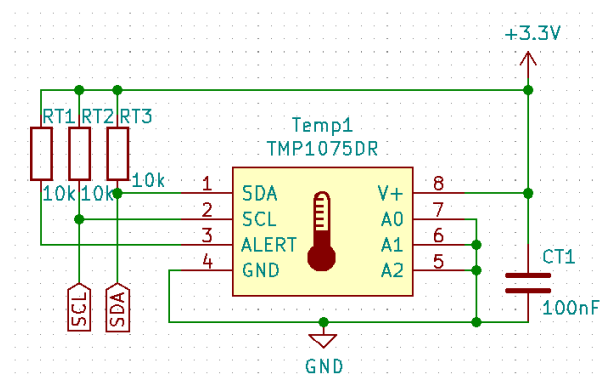 +3.3V
RT1 RT2 RT3
10k 10k 10k
Temp1
TMP1075DR
1 SDA V+ 8
2 SCL A0 7
3 ALERT A1 6
4 GND A2 5
CT1
100nF
SCL
SDA
GND